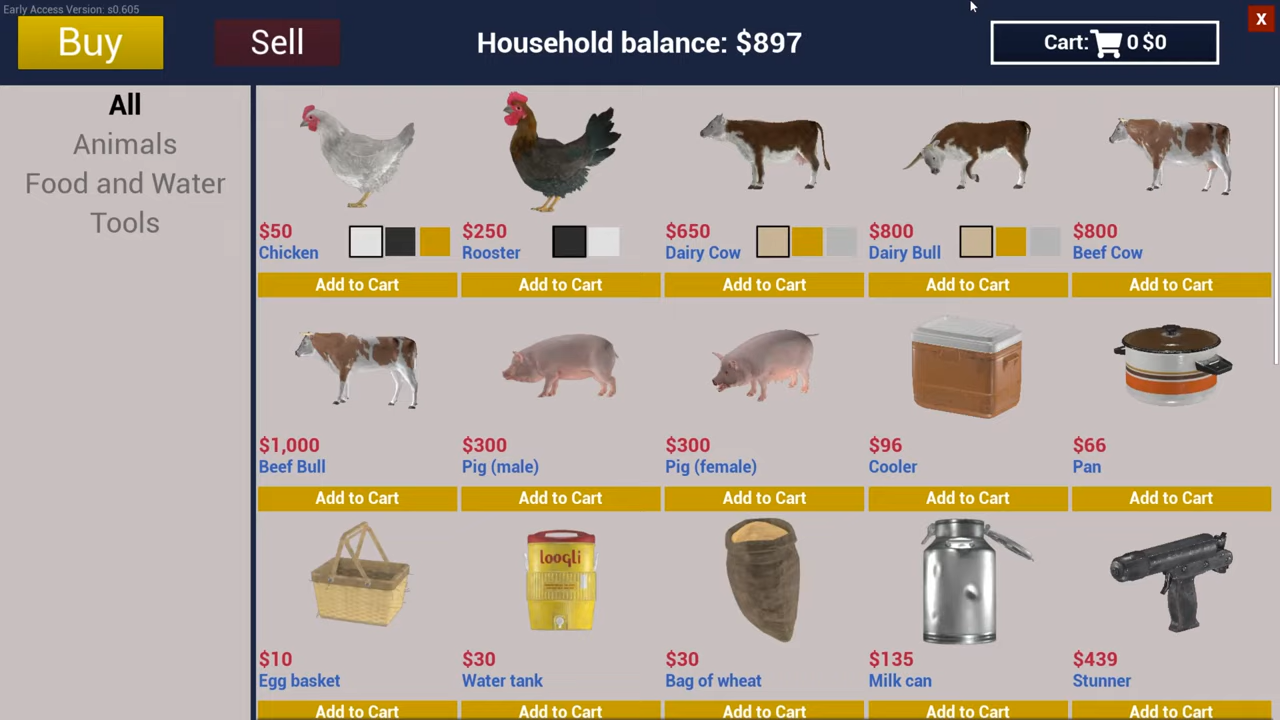 Early Access Version: s0.605
Buy
Sell
Household balance: $897
Cart: 0 $0
X
All
Animals
Food and Water
Tools
$50
Chicken
$250
Rooster
$650
Dairy Cow
$800
Dairy Bull
$800
Beef Cow
Add to Cart
Add to Cart
Add to Cart
Add to Cart
Add to Cart
$1,000
Beef Bull
$300
Pig (male)
$300
Pig (female)
$96
Cooler
$66
Pan
Add to Cart
Add to Cart
Add to Cart
Add to Cart
Add to Cart
loogli
$10
Egg basket
$30
Water tank
$30
Bag of wheat
$135
Milk can
$439
Stunner
Add to Cart
Add to Cart
Add to Cart
Add to Cart
Add to Cart